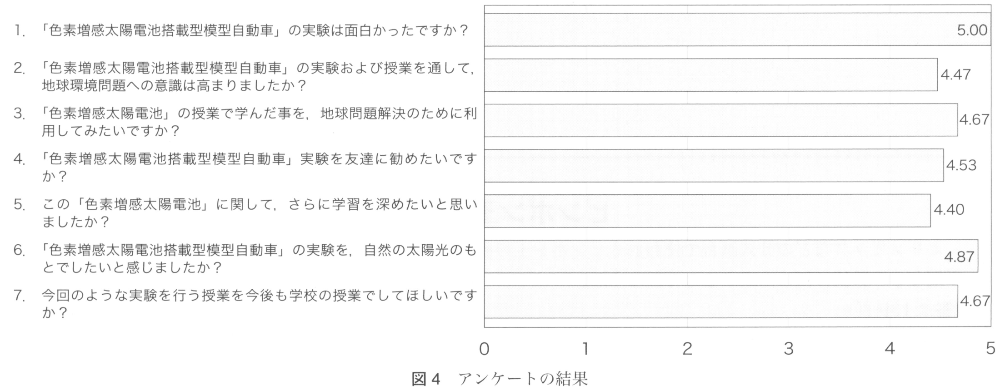 1. 「色素増感太陽電池搭載型模型自動車」の実験は面白かったですか？
5.00
2. 「色素増感太陽電池搭載型模型自動車」の実験および授業を通して，
地球環境問題への意識は高まりましたか？
4.47
3. 「色素増感太陽電池」の授業で学んだ事を，地球問題解決のために利
用してみたいですか？
4.67
4. 「色素増感太陽電池搭載型模型自動車」実験を友達に勧めたいです
か？
4.53
5. この「色素増感太陽電池」に関して，さらに学習を深めたいと思い
ましたか？
4.40
6. 「色素増感太陽電池搭載型模型自動車」の実験を，自然の太陽光のも
とでしたいと感じましたか？
4.87
7. 今回のような実験を行う授業を今後も学校の授業でしてほしいです
か？
4.67
0 1 2 3 4 5
図 4　アンケートの結果